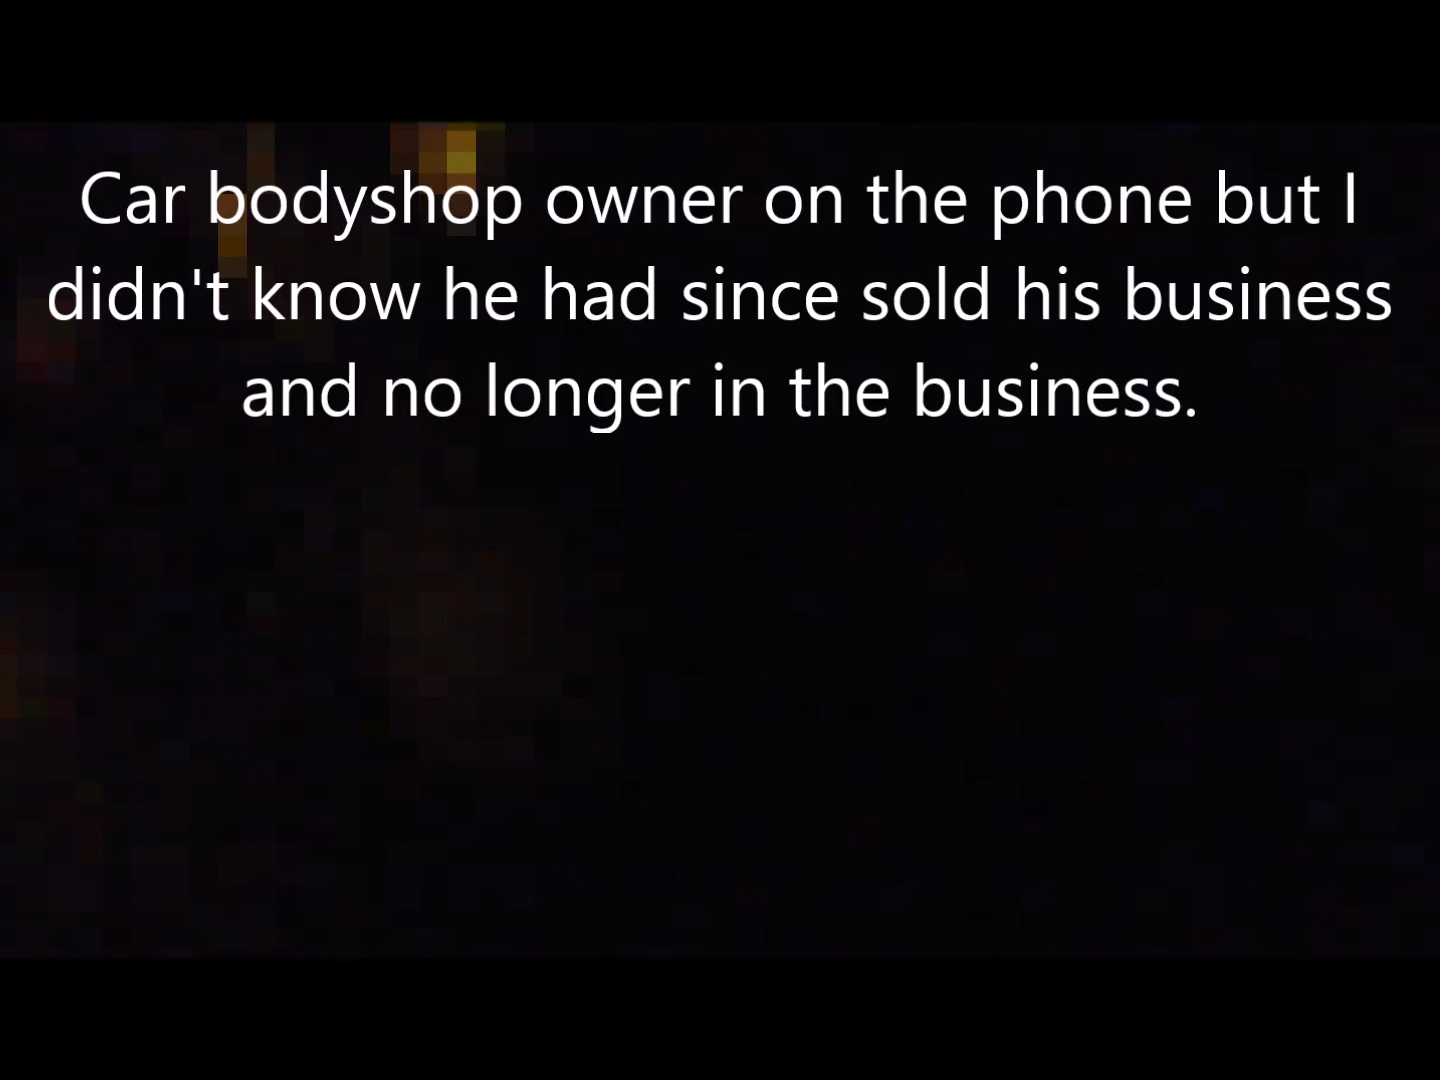 Car bodyshop owner on the phone but I
didn't know he had since sold his business
and no longer in the business.